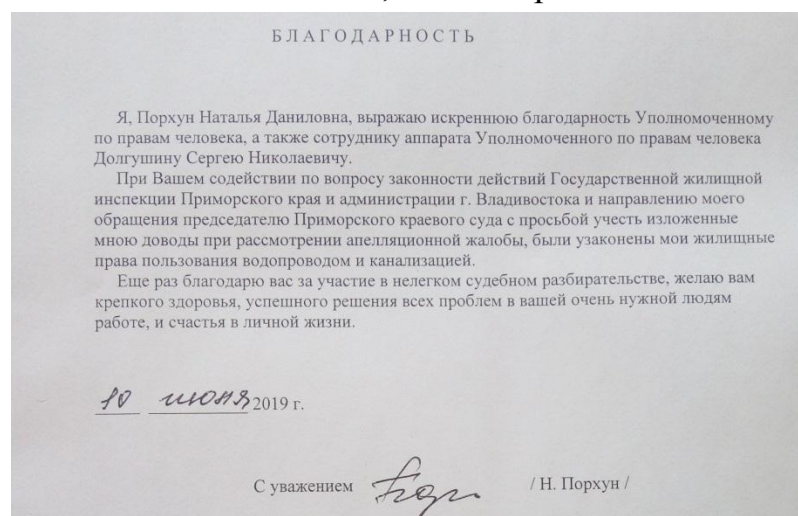 БЛАГОДАРНОСТЬ
Я, Порхун Наталья Даниловна, выражаю искреннюю благодарность Уполномоченному
по правам человека, а также сотруднику аппарата Уполномоченного по правам человека
Долгушину Сергею Николаевичу.
При Вашем содействии по вопросу законности действий Государственной жилищной
инспекции Приморского края и администрации г. Владивостока и направлению моего
обращения председателю Приморского краевого суда с просьбой учесть изложенные
мною доводы при рассмотрении апелляционной жалобы, были узаконены мои жилищные
права пользования водопроводом и канализацией.
Еще раз благодарю вас за участие в нелегком судебном разбирательстве, желаю вам
крепкого здоровья, успешного решения всех проблем в вашей очень нужной людям
работе, и счастья в личной жизни.
10 июня 2019 г.
С уважением / Н. Порхун /